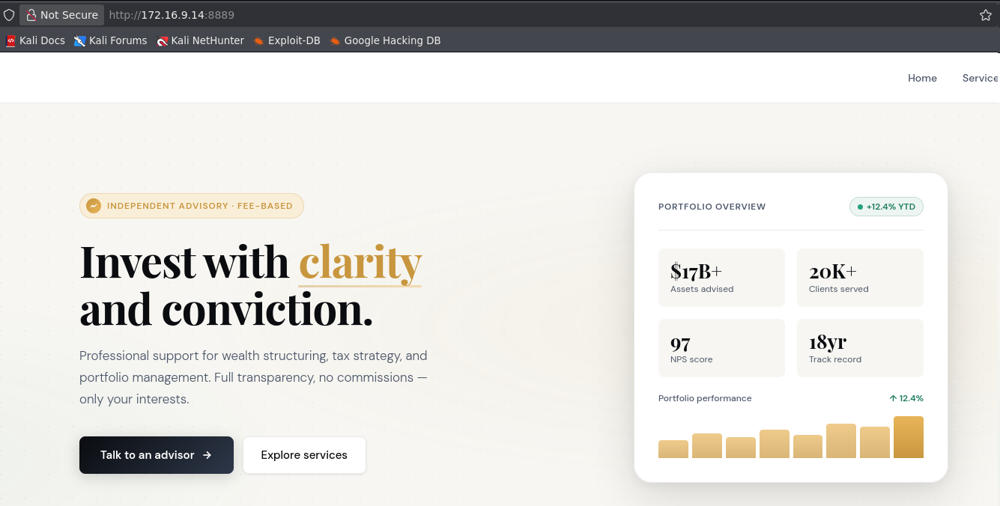 Not Secure http://172.16.9.14:8889
Kali Docs Kali Forums Kali NetHunter Exploit-DB Google Hacking DB
Home Service
INDEPENDENT ADVISORY · FEE-BASED
Invest with clarity
and conviction.
Professional support for wealth structuring, tax strategy, and
portfolio management. Full transparency, no commissions —
only your interests.
Talk to an advisor → Explore services
PORTFOLIO OVERVIEW +12.4% YTD
$17B+ 20K+
Assets advised Clients served
97 18yr
NPS score Track record
Portfolio performance ↑ 12.4%